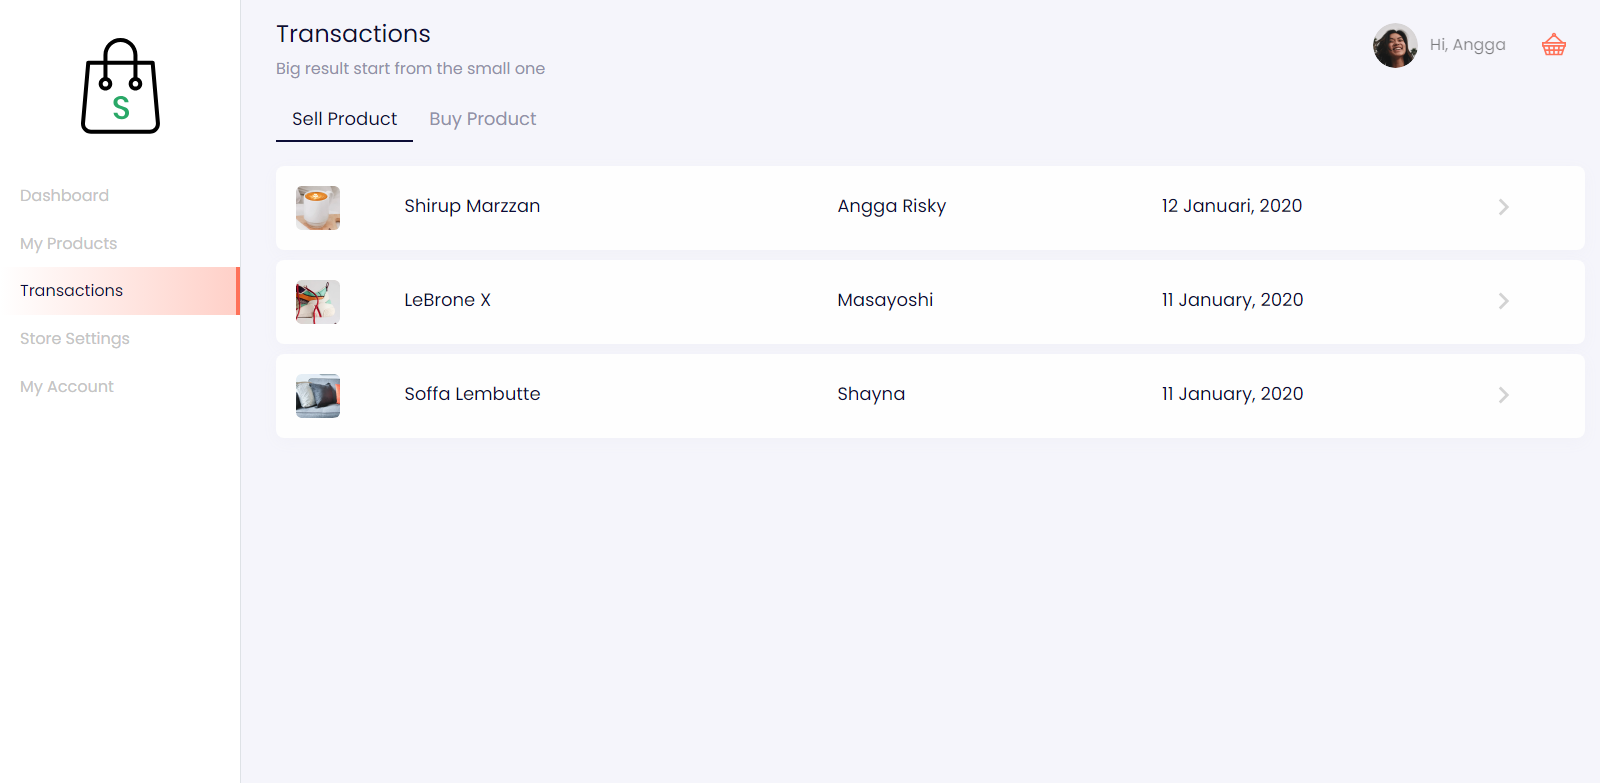 S
Dashboard
My Products
Transactions
Store Settings
My Account
Transactions
Big result start from the small one
Hi, Angga
Sell Product Buy Product
Shirup Marzzan Angga Risky 12 Januari, 2020
LeBrone X Masayoshi 11 January, 2020
Soffa Lembutte Shayna 11 January, 2020